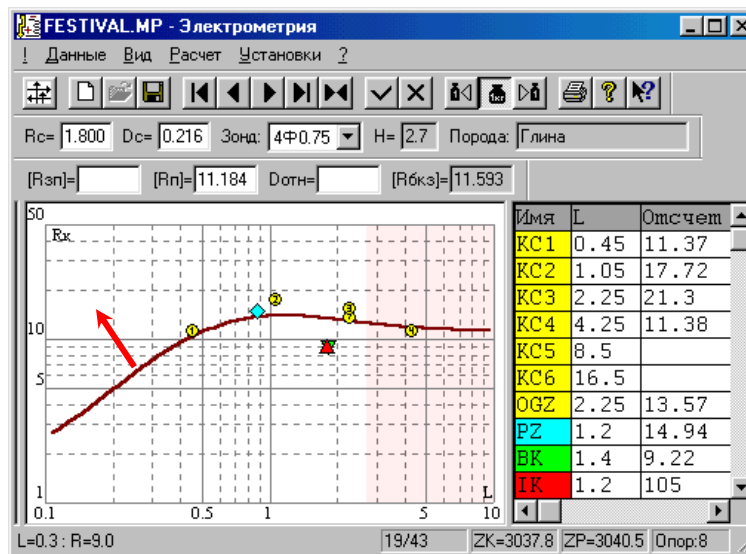 FESTIVAL.MP - Электрометрия
! Данные Вид Расчет Установки ?
Rc= 1.800 Dc= 0.216 Зонд: 4Ф0.75 H= 2.7 Порода: Глина
[Rзп]= [Rп]= 11.184 Dотн= [Rбкз]= 11.593
50
Rк
10
5
1
0.1 0.5 1 5 10
L
1
2
3
7
4
Имя L Отсчет
КС1 0.45 11.37
КС2 1.05 17.72
КС3 2.25 21.3
КС4 4.25 11.38
КС5 8.5
КС6 16.5
OGZ 2.25 13.57
PZ 1.2 14.94
BK 1.4 9.22
IK 1.2 105
L=0.3 : R=9.0 19/43 ZK=3037.8 ZP=3040.5 Опор:8